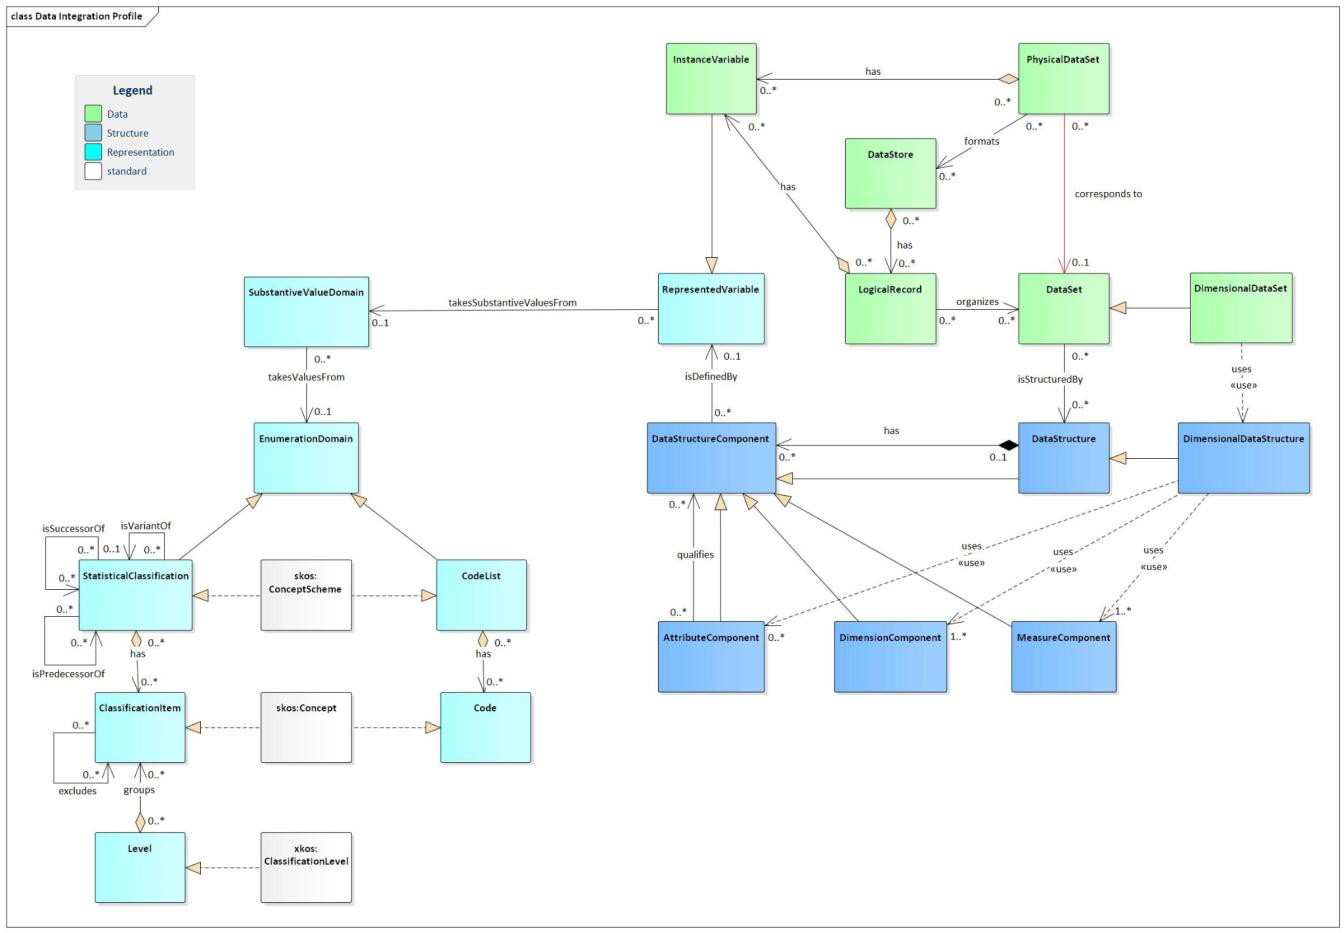 class Data Integration Profile
Legend
Data
Structure
Representation
standard
InstanceVariable
has
0..*
0..*
PhysicalDataSet
0..*
0..*
0..*
formats
DataStore
0..*
corresponds to
has
0..*
has
0..*
0..*
0..1
SubstantiveValueDomain
takesSubstantiveValuesFrom
0..1
0..*
RepresentedVariable
LogicalRecord
organizes
0..*
0..*
DataSet
DimensionalDataSet
0..*
takesValuesFrom
0..1
0..1
isDefinedBy
0..*
0..*
isStructuredBy
0..*
uses
«use»
EnumerationDomain
DataStructureComponent
has
0..*
0..1
DataStructure
DimensionalDataStructure
isSuccessorOf
0..*
0..*
isVariantOf
0..1
0..*
StatisticalClassification
skos:
ConceptScheme
CodeList
0..*
qualifies
0..*
uses
«use»
uses
«use»
uses
«use»
0..*
0..*
isPredecessorOf
0..*
has
0..*
0..*
has
0..*
AttributeComponent
0..*
DimensionComponent
1..*
MeasureComponent
1..*
ClassificationItem
skos:Concept
Code
0..*
0..*
excludes
0..*
groups
0..*
Level
xkos:
ClassificationLevel